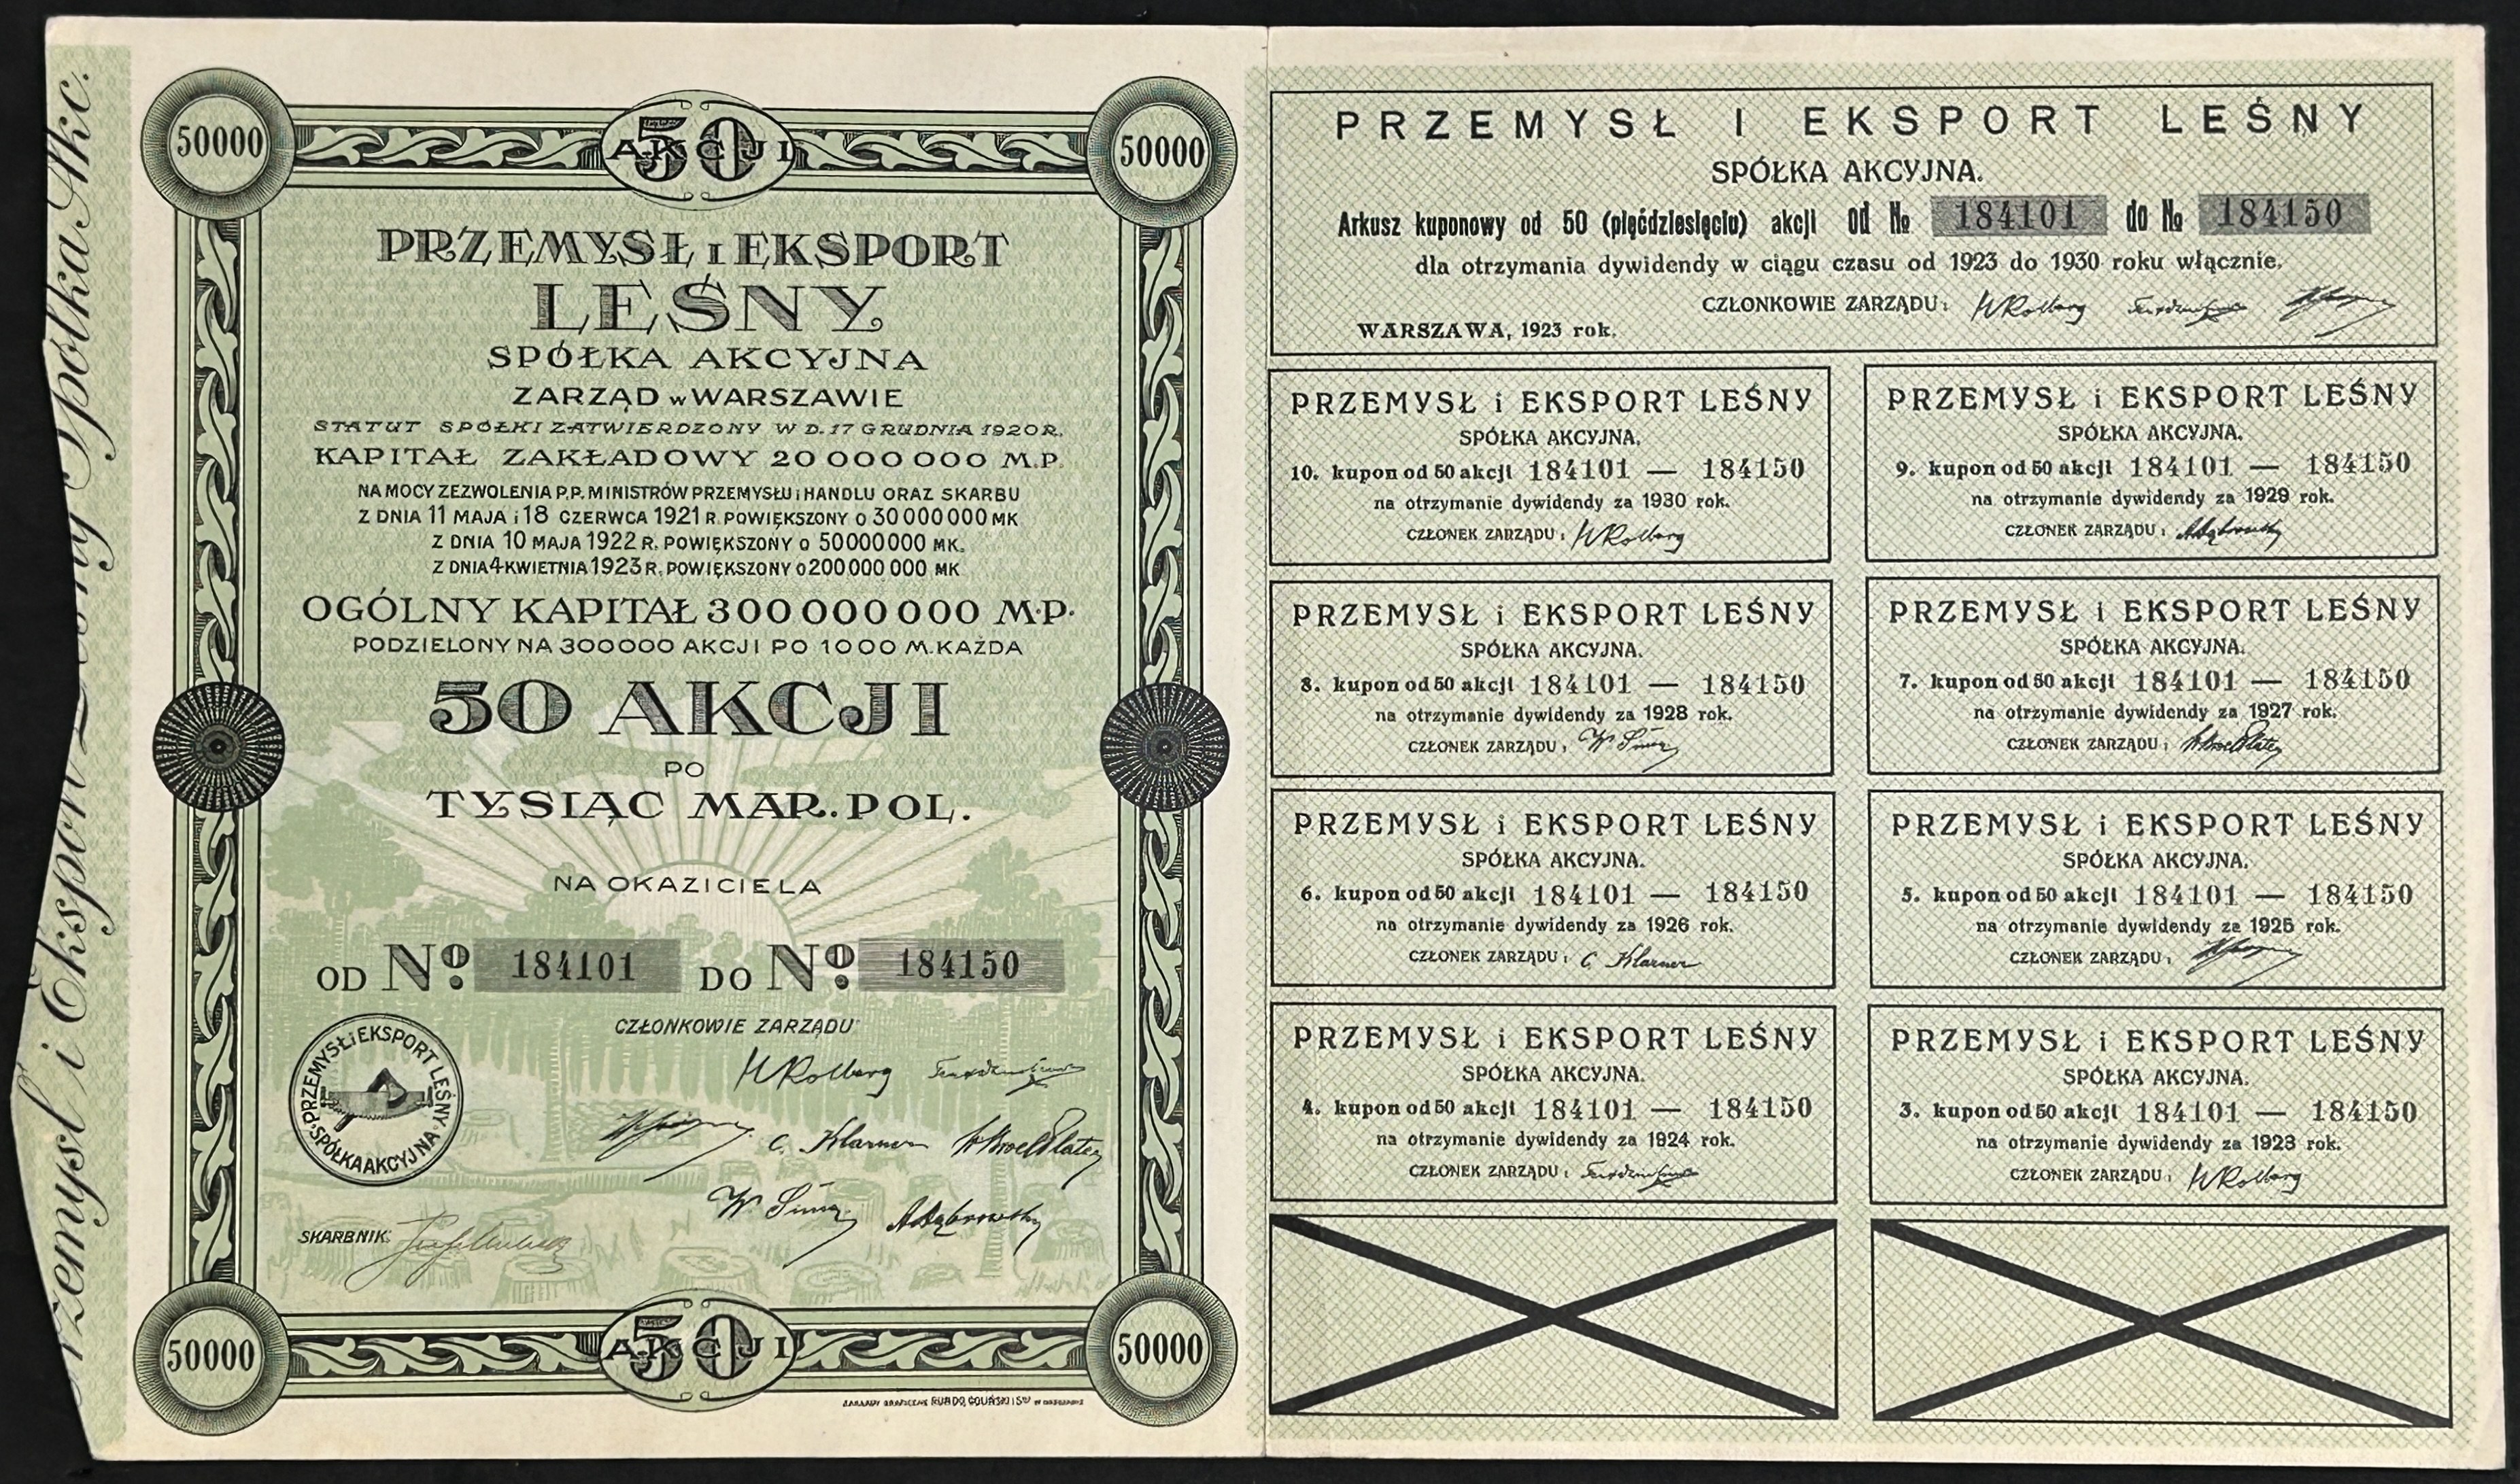 Przemysł i Eksport Leśny Spółka Akc.
50000
50 AKCJI
50000
PRZEMYSŁ i EKSPORT
LEŚNY
SPÓŁKA AKCYJNA
ZARZĄD w WARSZAWIE
STATUT SPÓŁKI ZATWIERDZONY W D. 17 GRUDNIA 1920 R.
KAPITAŁ ZAKŁADOWY 20 000 000 M.P.
NA MOCY ZEZWOLENIA P.P. MINISTRÓW PRZEMYSŁU i HANDLU ORAZ SKARBU
Z DNIA 11 MAJA i 18 CZERWCA 1921 R. POWIĘKSZONY O 30 000 000 MK
Z DNIA 10 MAJA 1922 R. POWIĘKSZONY O 50 000 000 MK.
Z DNIA 4 KWIETNIA 1923 R. POWIĘKSZONY O 200 000 000 MK
OGÓLNY KAPITAŁ 300 000 000 M.P.
PODZIELONY NA 300 000 AKCJI PO 1000 M. KAŻDA
50 AKCJI
PO
TYSIĄC MAR. POL.
NA OKAZICIELA
OD No. 184101 DO No. 184150
CZŁONKOWIE ZARZĄDU
PRZEMYSŁ i EKSPORT LEŚNY
SPÓŁKA AKCYJNA
C. Klarner
SKARBNIK:
50000
50 AKCJI
50000
PRZEMYSŁ I EKSPORT LEŚNY
SPÓŁKA AKCYJNA.
Arkusz kuponowy od 50 (pięćdziesięciu) akcji od No 184101 do No 184150
dla otrzymania dywidendy w ciągu czasu od 1923 do 1930 roku włącznie.
CZŁONKOWIE ZARZĄDU:
WARSZAWA, 1923 rok.
PRZEMYSŁ i EKSPORT LEŚNY
SPÓŁKA AKCYJNA.
10. kupon od 50 akcji 184101 — 184150
na otrzymanie dywidendy za 1930 rok.
CZŁONEK ZARZĄDU:
PRZEMYSŁ i EKSPORT LEŚNY
SPÓŁKA AKCYJNA.
9. kupon od 50 akcji 184101 — 184150
na otrzymanie dywidendy za 1929 rok.
CZŁONEK ZARZĄDU:
PRZEMYSŁ i EKSPORT LEŚNY
SPÓŁKA AKCYJNA.
8. kupon od 50 akcji 184101 — 184150
na otrzymanie dywidendy za 1928 rok.
CZŁONEK ZARZĄDU:
PRZEMYSŁ i EKSPORT LEŚNY
SPÓŁKA AKCYJNA.
7. kupon od 50 akcji 184101 — 184150
na otrzymanie dywidendy za 1927 rok.
CZŁONEK ZARZĄDU:
PRZEMYSŁ i EKSPORT LEŚNY
SPÓŁKA AKCYJNA.
6. kupon od 50 akcji 184101 — 184150
na otrzymanie dywidendy za 1926 rok.
CZŁONEK ZARZĄDU: C. Klarner
PRZEMYSŁ i EKSPORT LEŚNY
SPÓŁKA AKCYJNA.
5. kupon od 50 akcji 184101 — 184150
na otrzymanie dywidendy za 1925 rok.
CZŁONEK ZARZĄDU:
PRZEMYSŁ i EKSPORT LEŚNY
SPÓŁKA AKCYJNA.
4. kupon od 50 akcji 184101 — 184150
na otrzymanie dywidendy za 1924 rok.
CZŁONEK ZARZĄDU:
PRZEMYSŁ i EKSPORT LEŚNY
SPÓŁKA AKCYJNA.
3. kupon od 50 akcji 184101 — 184150
na otrzymanie dywidendy za 1923 rok.
CZŁONEK ZARZĄDU: